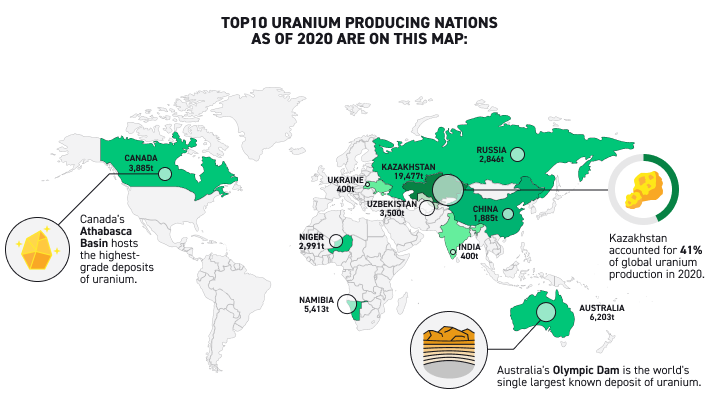 TOP10 URANIUM PRODUCING NATIONS
AS OF 2020 ARE ON THIS MAP:
CANADA
3,885t
RUSSIA
2,846t
KAZAKHSTAN
19,477t
UKRAINE
400t
UZBEKISTAN
3,500t
CHINA
1,885t
Canada's
Athabasca
Basin hosts
the highest-
grade deposits
of uranium.
NIGER
2,991t
INDIA
400t
Kazakhstan
accounted for 41%
of global uranium
production in 2020.
NAMIBIA
5,413t
AUSTRALIA
6,203t
Australia's Olympic Dam is the world's
single largest known deposit of uranium.